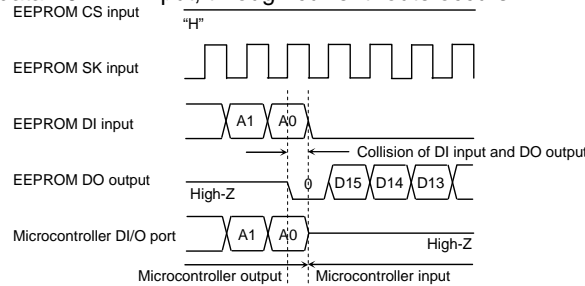 EEPROM CS input
"H"
EEPROM SK input
EEPROM DI input
A1
A0
Collision of DI input and DO output
EEPROM DO output
High-Z
0
D15
D14
D13
Microcontroller DI/O port
A1
A0
High-Z
Microcontroller output
Microcontroller input